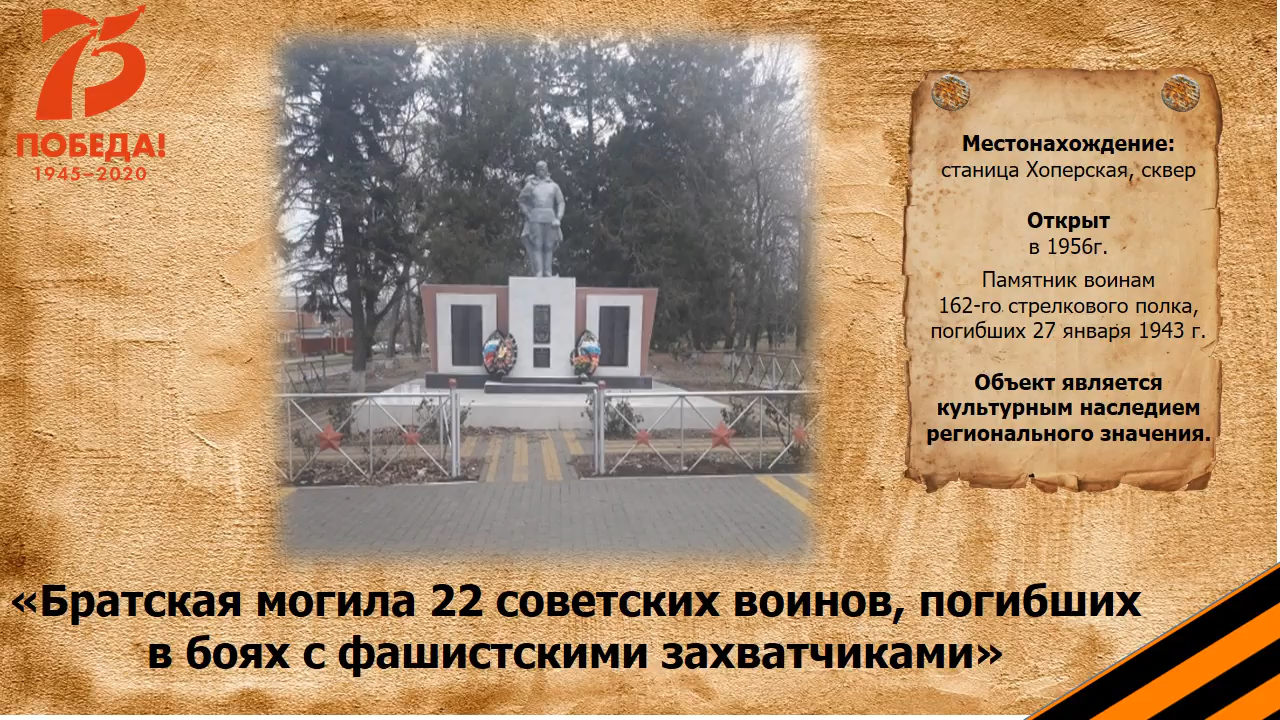 75
ПОБЕДА!
1945–2020
Местонахождение:
станица Хоперская, сквер
Открыт
в 1956г.
Памятник воинам
162-го стрелкового полка,
погибших 27 января 1943 г.
Объект является
культурным наследием
регионального значения.
«Братская могила 22 советских воинов, погибших
в боях с фашистскими захватчиками»